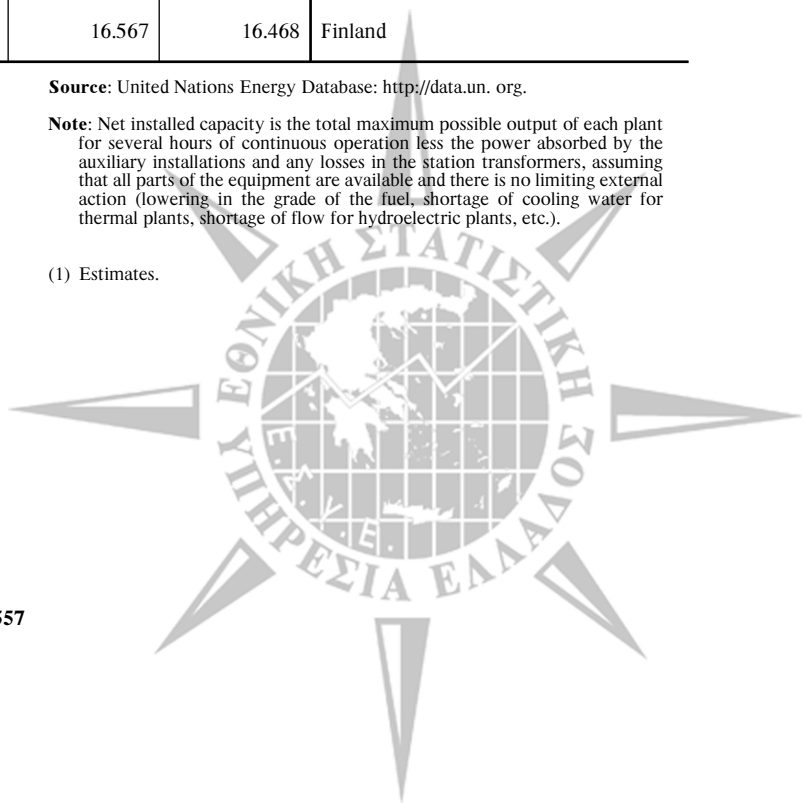 16.567 16.468 Finland
Source: United Nations Energy Database: http://data.un. org.
Note: Net installed capacity is the total maximum possible output of each plant
for several hours of continuous operation less the power absorbed by the
auxiliary installations and any losses in the station transformers, assuming
that all parts of the equipment are available and there is no limiting external
action (lowering in the grade of the fuel, shortage of cooling water for
thermal plants, shortage of flow for hydroelectric plants, etc.).
(1) Estimates.
ΕΘΝΙΚΗ ΣΤΑΤΙΣΤΙΚΗ
ΥΠΗΡΕΣΙΑ ΕΛΛΑΔΟΣ
Ε.Σ.Υ.Ε.
57